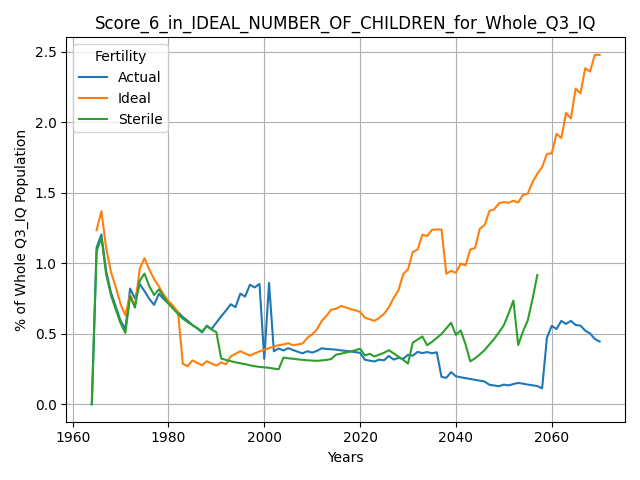 Score_6_in_IDEAL_NUMBER_OF_CHILDREN_for_Whole_Q3_IQ
Fertility
Actual
Ideal
Sterile
% of Whole Q3_IQ Population
2.5
2.0
1.5
1.0
0.5
0.0
1960 1980 2000 2020 2040 2060
Years